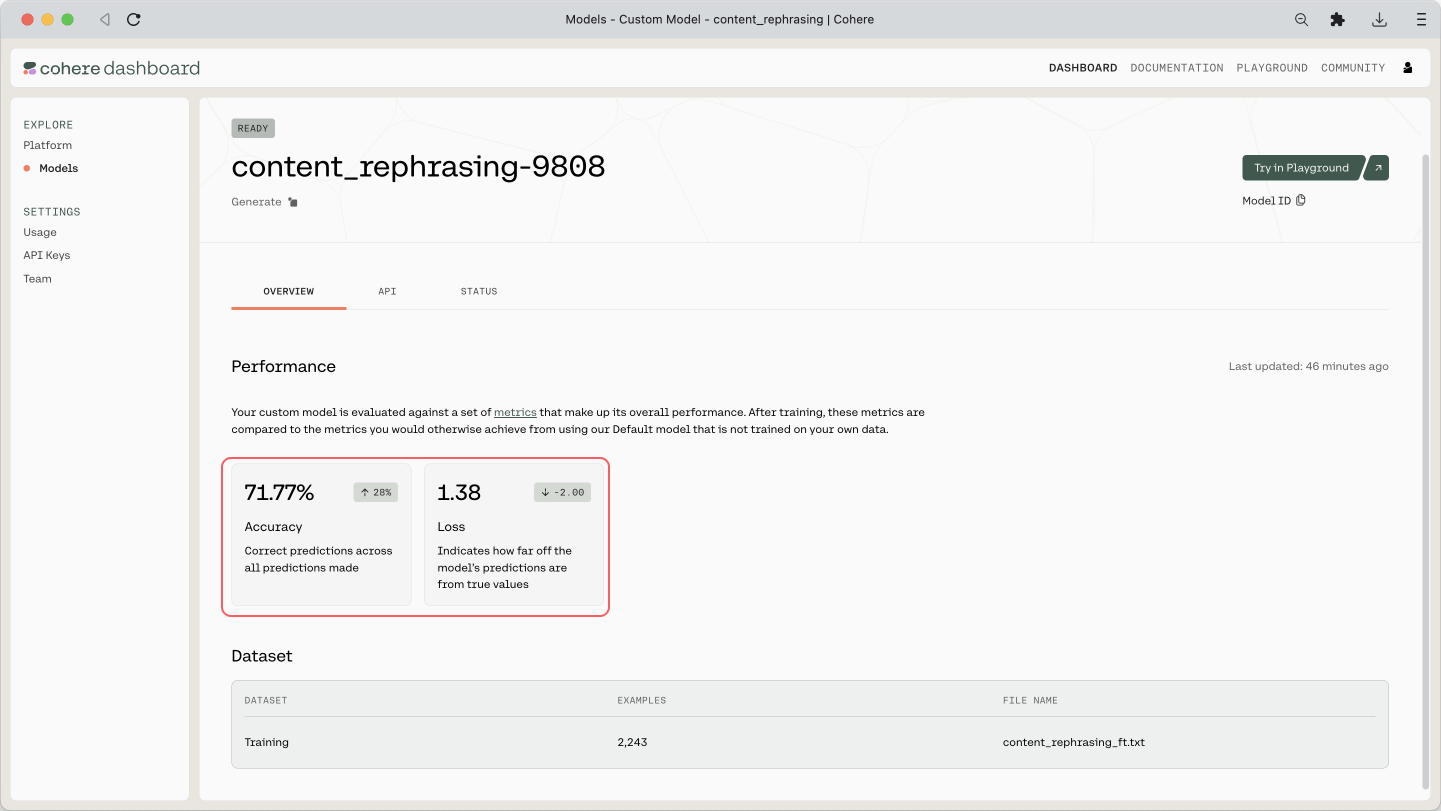 Models - Custom Model - content_rephrasing | Cohere
cohere dashboard
DASHBOARD DOCUMENTATION PLAYGROUND COMMUNITY
EXPLORE
Platform
Models
SETTINGS
Usage
API Keys
Team
READY
content_rephrasing-9808
Generate
Try in Playground
Model ID
OVERVIEW API STATUS
Performance
Last updated: 46 minutes ago
Your custom model is evaluated against a set of metrics that make up its overall performance. After training, these metrics are
compared to the metrics you would otherwise achieve from using our Default model that is not trained on your own data.
71.77% ↑ 28%
Accuracy
Correct predictions across
all predictions made
1.38 ↓ -2.00
Loss
Indicates how far off the
model's predictions are
from true values
Dataset
DATASET EXAMPLES FILE NAME
Training 2,243 content_rephrasing_ft.txt